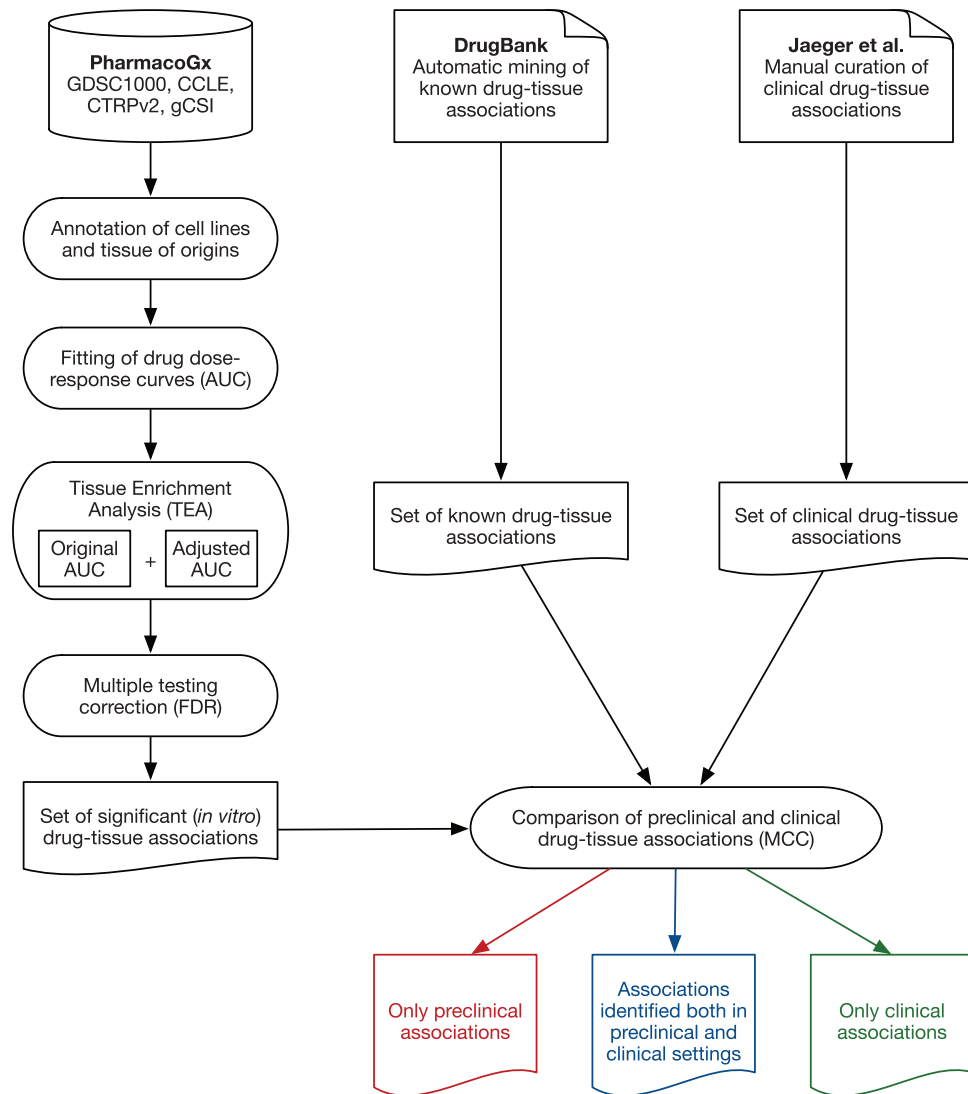 PharmacoGx
GDSC1000, CCLE,
CTRPv2, gCSI
DrugBank
Automatic mining of
known drug-tissue
associations
Jaeger et al.
Manual curation of
clinical drug-tissue
associations
Annotation of cell lines
and tissue of origins
Fitting of drug dose-
response curves (AUC)
Tissue Enrichment
Analysis (TEA)
Original
AUC
+
Adjusted
AUC
Set of known drug-tissue
associations
Set of clinical drug-tissue
associations
Multiple testing
correction (FDR)
Set of significant (in vitro)
drug-tissue associations
Comparison of preclinical and clinical
drug-tissue associations (MCC)
Only preclinical
associations
Associations
identified both in
preclinical and
clinical settings
Only clinical
associations